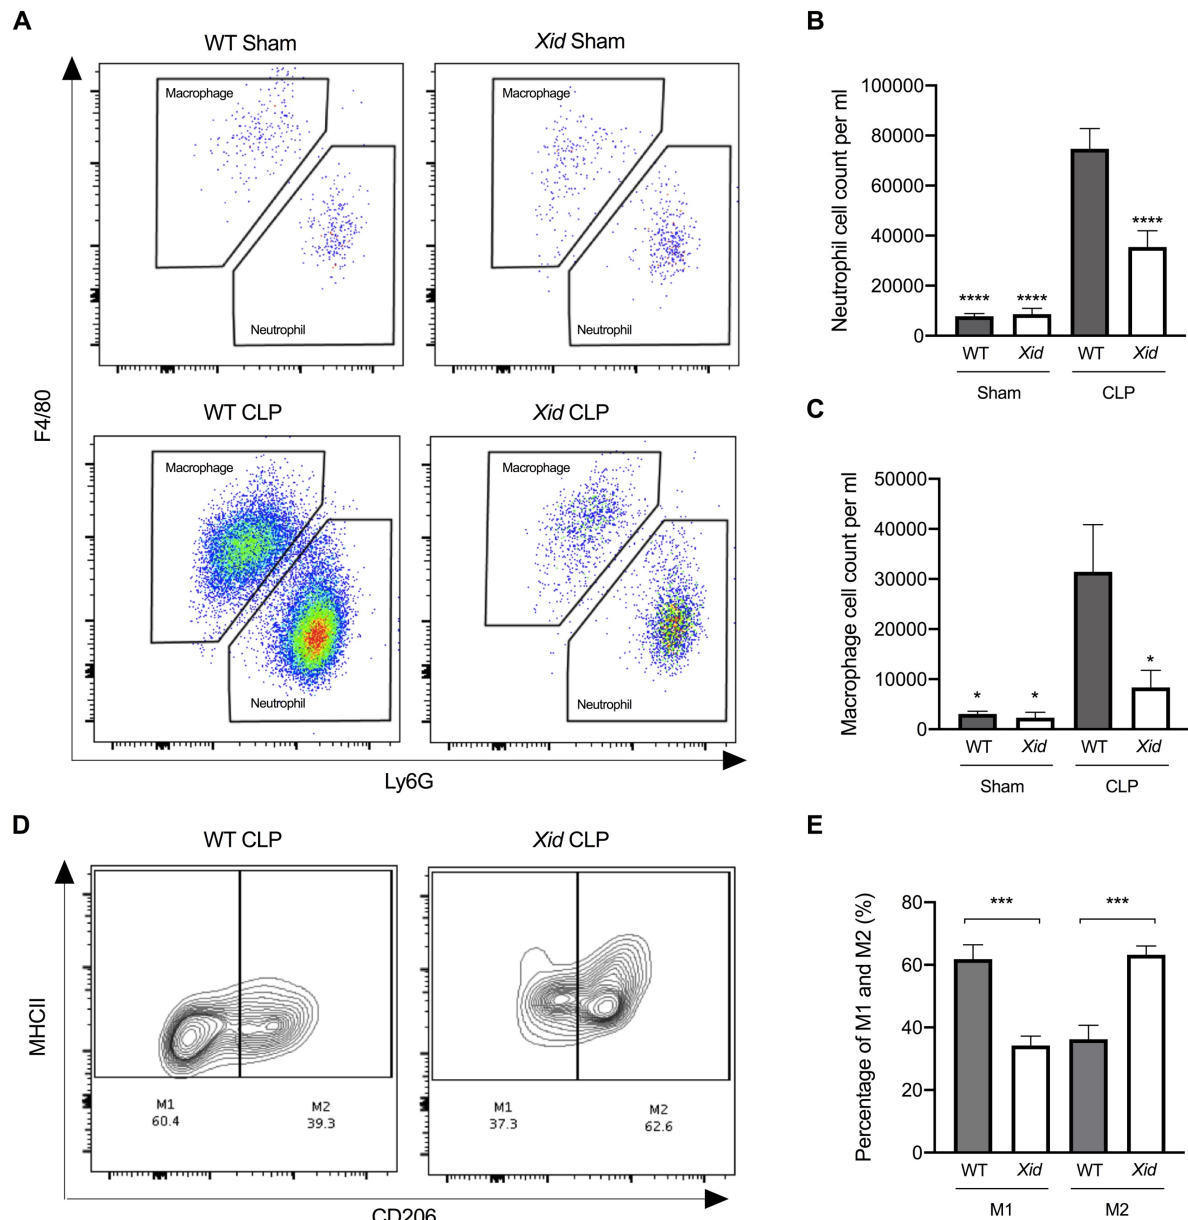 A
WT Sham
Xid Sham
Macrophage
Neutrophil
Macrophage
Neutrophil
WT CLP
Xid CLP
Macrophage
Neutrophil
Macrophage
Neutrophil
F4/80
Ly6G
B
Neutrophil cell count per ml
100000
80000
60000
40000
20000
0
****
****
****
WT
Xid
WT
Xid
Sham
CLP
C
Macrophage cell count per ml
50000
40000
30000
20000
10000
0
*
*
*
WT
Xid
WT
Xid
Sham
CLP
D
WT CLP
Xid CLP
MHCII
M1
60.4
M2
39.3
M1
37.3
M2
62.6
CD206
E
Percentage of M1 and M2 (%)
80
60
40
20
0
***
***
WT
Xid
WT
Xid
M1
M2